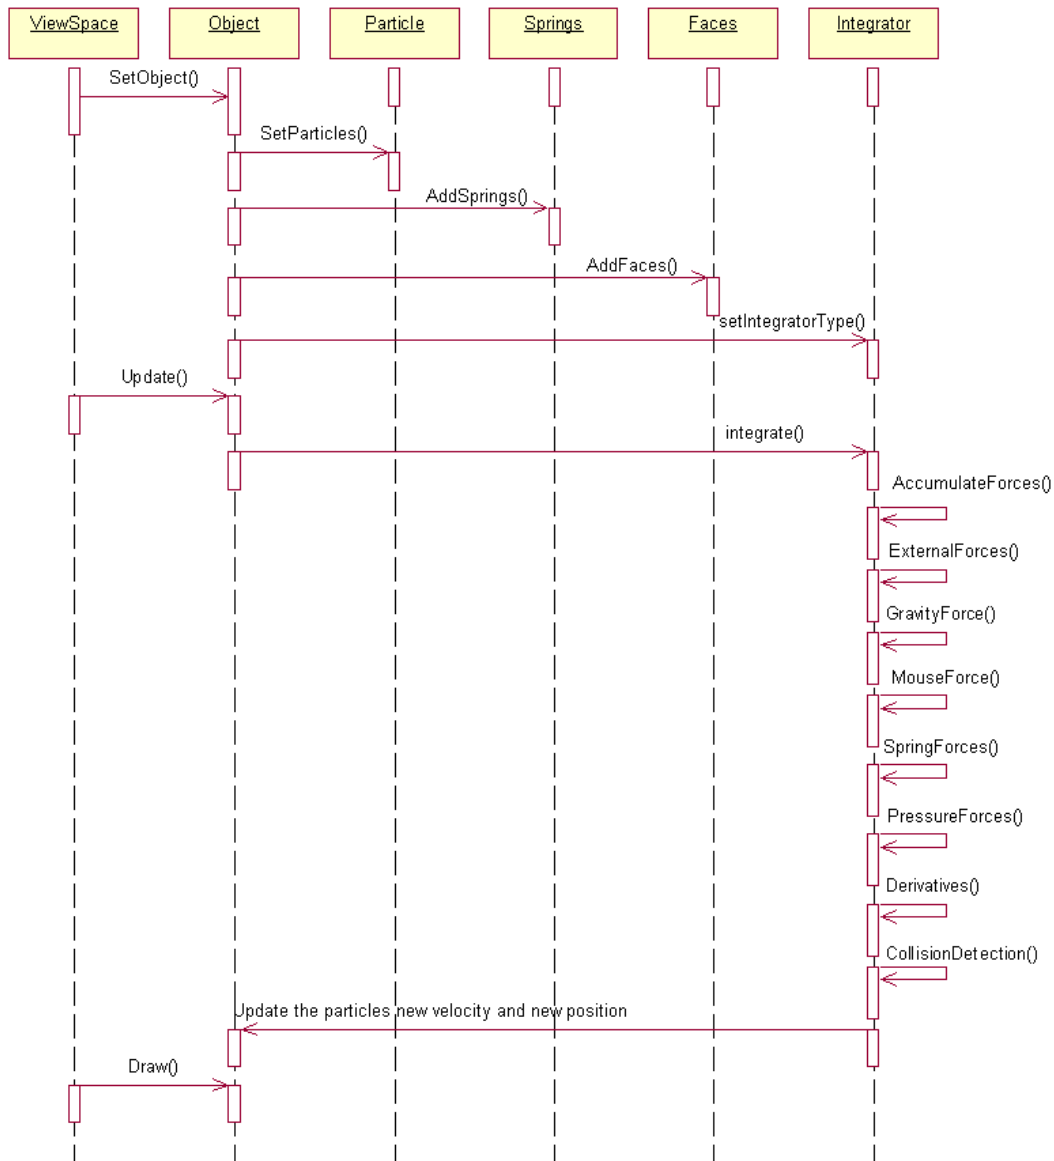 ViewSpace
Object
Particle
Springs
Faces
Integrator
SetObject()
SetParticles()
AddSprings()
AddFaces()
setIntegratorType()
Update()
integrate()
AccumulateForces()
ExternalForces()
GravityForce()
MouseForce()
SpringForces()
PressureForces()
Derivatives()
CollisionDetection()
Update the particles new velocity and new position
Draw()